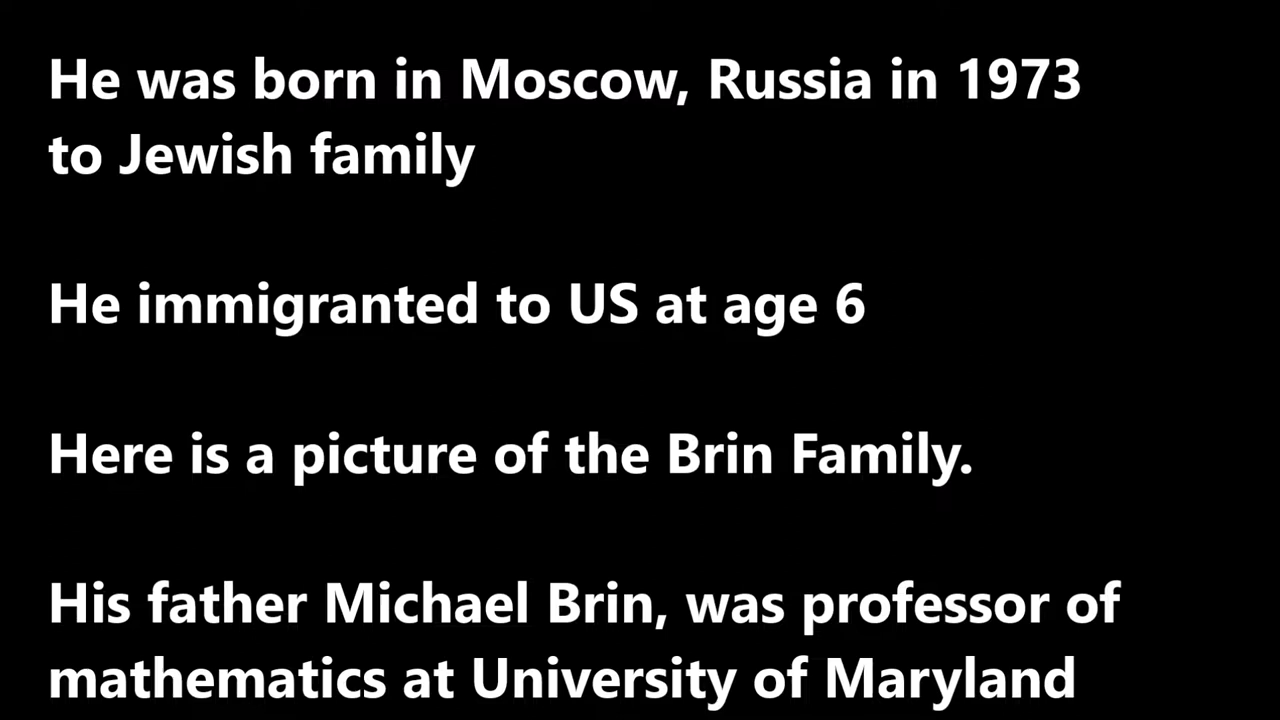 He was born in Moscow, Russia in 1973
to Jewish family
He immigranted to US at age 6
Here is a picture of the Brin Family.
His father Michael Brin, was professor of
mathematics at University of Maryland